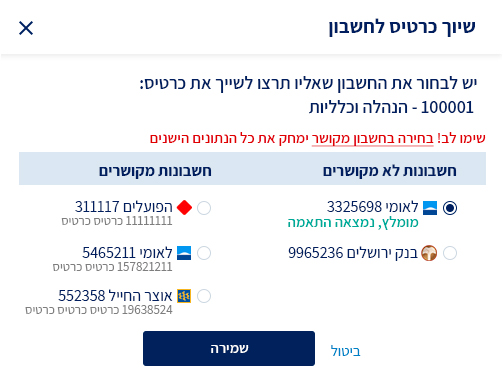 שיוך כרטיס לחשבון
יש לבחור את החשבון שאליו תרצו לשייך את כרטיס:
100001 - הנהלה וכלליות
שימו לב! בחירה בחשבון מקושר ימחק את כל הנתונים הישנים
חשבונות לא מקושרים
לאומי 3325698
מומלץ, נמצאה התאמה
בנק ירושלים 9965236
חשבונות מקושרים
הפועלים 311117
11111111 כרטיס כרטיס
לאומי 5465211
157821211 כרטיס כרטיס
אוצר החייל 552358
19638524 כרטיס כרטיס כרטיס
ביטול
שמירה